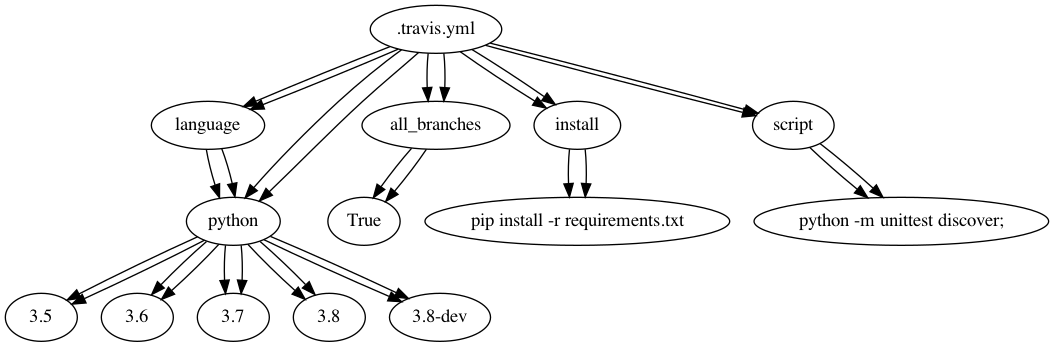 .travis.yml
language
all_branches
install
script
python
True
pip install -r requirements.txt
python -m unittest discover;
3.5
3.6
3.7
3.8
3.8-dev